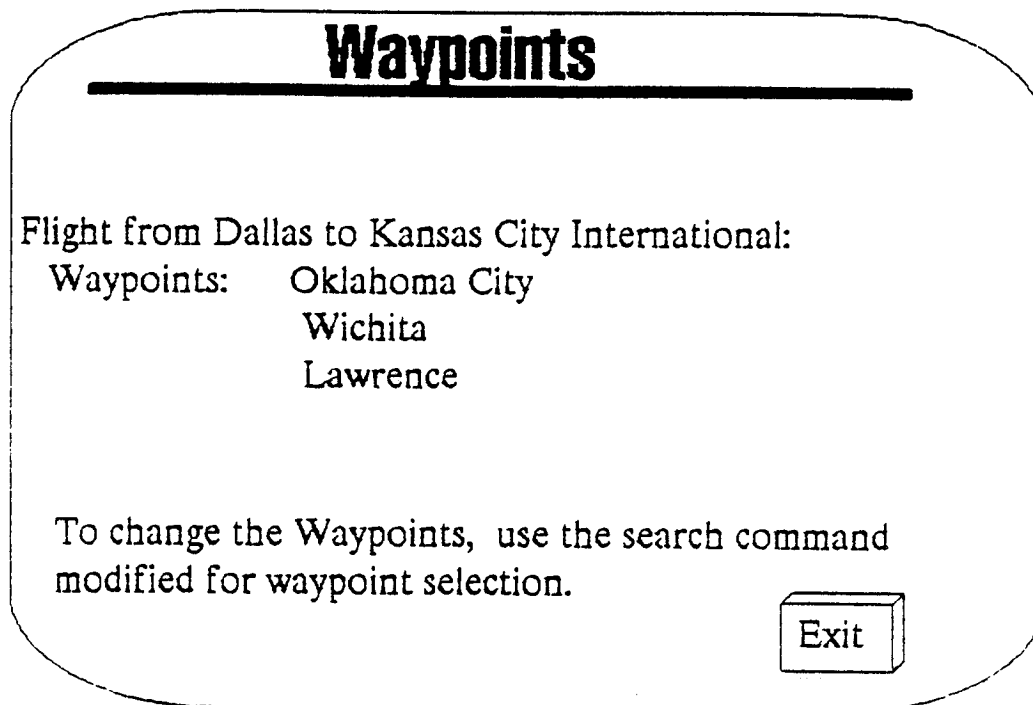 Waypoints
Flight from Dallas to Kansas City International:
Waypoints: Oklahoma City
Wichita
Lawrence
To change the Waypoints, use the search command
modified for waypoint selection.
Exit